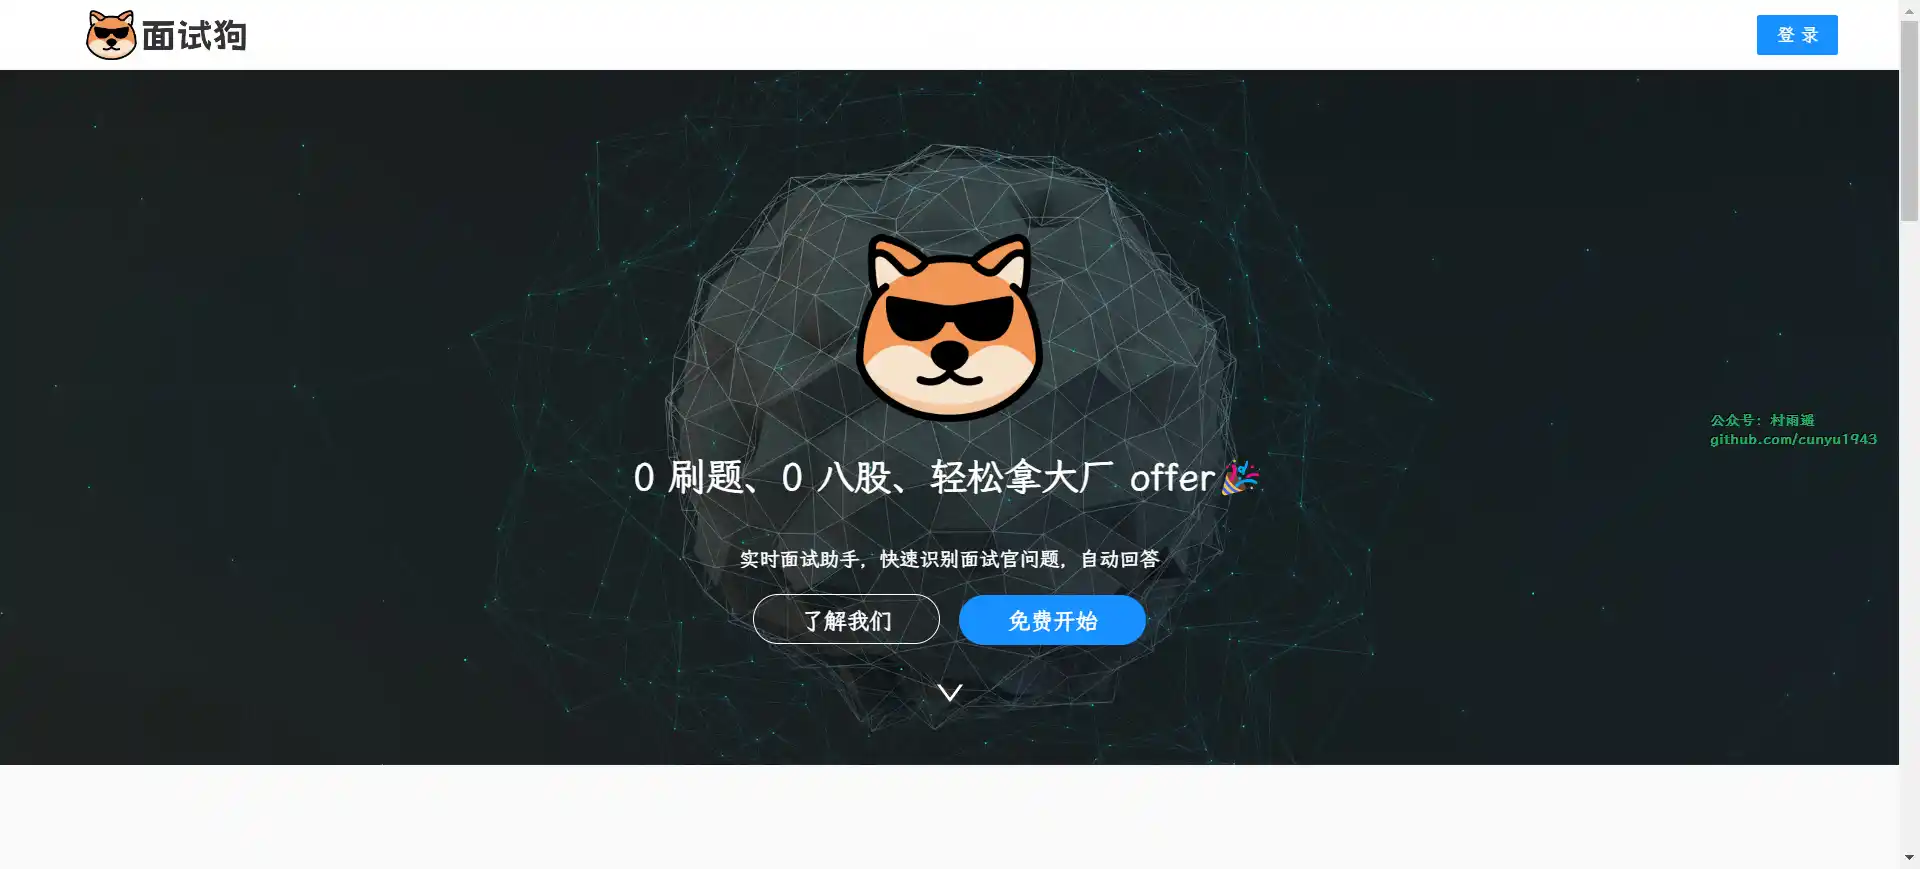 面试狗
登 录
0 刷题、0 八股、轻松拿大厂 offer🎉
公众号：村雨遥
github.com/cunyu1943
实时面试助手，快速识别面试官问题，自动回答
了解我们
免费开始